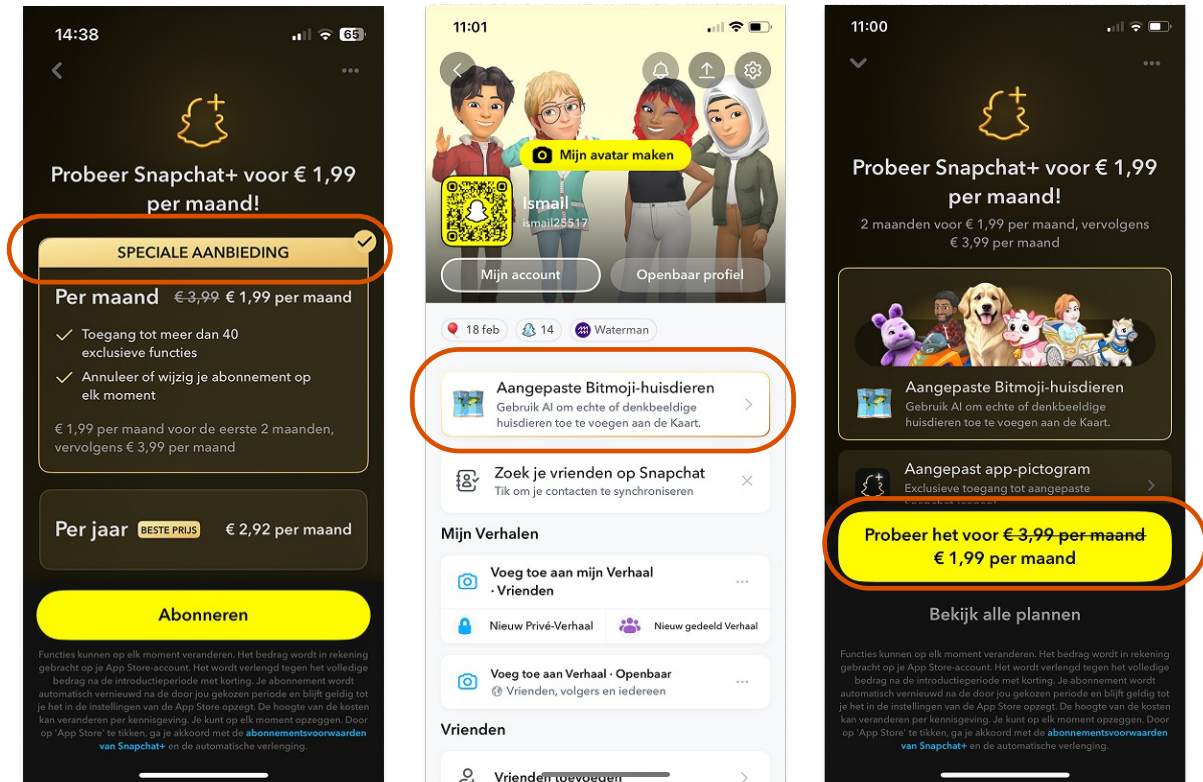 14:38
65
Probeer Snapchat+ voor € 1,99
per maand!
SPECIALE AANBIEDING
Per maand € 3,99 € 1,99 per maand
Toegang tot meer dan 40
exclusieve functies
Annuleer of wijzig je abonnement op
elk moment
€ 1,99 per maand voor de eerste 2 maanden,
vervolgens € 3,99 per maand
Per jaar BESTE PRIJS € 2,92 per maand
Abonneren
Functies kunnen op elk moment veranderen. Het bedrag wordt in rekening
gebracht op je App Store-account. Het wordt verlengd tegen het volledige
bedrag na de introductieperiode met korting. Je abonnement wordt
automatisch vernieuwd na de door jou gekozen periode en blijft geldig tot
je het in de instellingen van de App Store opzegt. De hoogte van de kosten
kan veranderen per kennisgeving. Je kunt op elk moment opzeggen. Door
op 'App Store' te tikken, ga je akkoord met de abonnementsvoorwaarden
van Snapchat+ en de automatische verlenging.
11:01
Mijn avatar maken
Ismail
ismail25517
Mijn account
Openbaar profiel
18 feb
14
Waterman
Aangepaste Bitmoji-huisdieren
Gebruik AI om echte of denkbeeldige
huisdieren toe te voegen aan de Kaart.
Zoek je vrienden op Snapchat
Tik om je contacten te synchroniseren
Mijn Verhalen
Voeg toe aan mijn Verhaal
· Vrienden
Nieuw Privé-Verhaal
Nieuw gedeeld Verhaal
Voeg toe aan Verhaal · Openbaar
Vrienden, volgers en iedereen
Vrienden
Vrienden toevoegen
11:00
Probeer Snapchat+ voor € 1,99
per maand!
2 maanden voor € 1,99 per maand, vervolgens
€ 3,99 per maand
Aangepaste Bitmoji-huisdieren
Gebruik AI om echte of denkbeeldige
huisdieren toe te voegen aan de Kaart.
Aangepast app-pictogram
Exclusieve toegang tot aangepaste
Probeer het voor € 3,99 per maand
€ 1,99 per maand
Bekijk alle plannen
Functies kunnen op elk moment veranderen. Het bedrag wordt in rekening
gebracht op je App Store-account. Het wordt verlengd tegen het volledige
bedrag na de introductieperiode met korting. Je abonnement wordt
automatisch vernieuwd na de door jou gekozen periode en blijft geldig tot
je het in de instellingen van de App Store opzegt. De hoogte van de kosten
kan veranderen per kennisgeving. Je kunt op elk moment opzeggen. Door
op 'App Store' te tikken, ga je akkoord met de abonnementsvoorwaarden
van Snapchat+ en de automatische verlenging.